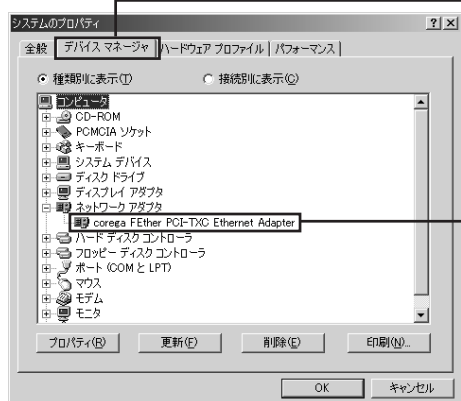 システムのプロパティ
全般 デバイス マネージャ ハードウェア プロファイル パフォーマンス
種類別に表示(T) 接続別に表示(C)
コンピュータ
CD-ROM
PCMCIA ソケット
キーボード
システム デバイス
ディスク ドライブ
ディスプレイ アダプタ
ネットワーク アダプタ
corega FEther PCI-TXC Ethernet Adapter
ハード ディスク コントローラ
フロッピー ディスク コントローラ
ポート (COM と LPT)
マウス
モデム
モニタ
プロパティ(R) 更新(F) 削除(E) 印刷(N)...
OK キャンセル